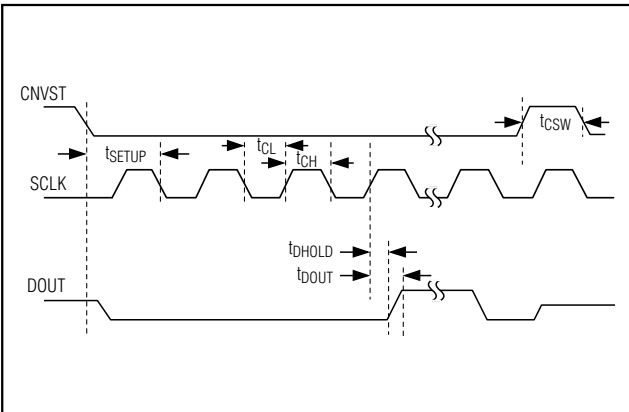 CNVST
tCSW
tSETUP
tCL
tCH
SCLK
tDHOLD
tDOUT
DOUT